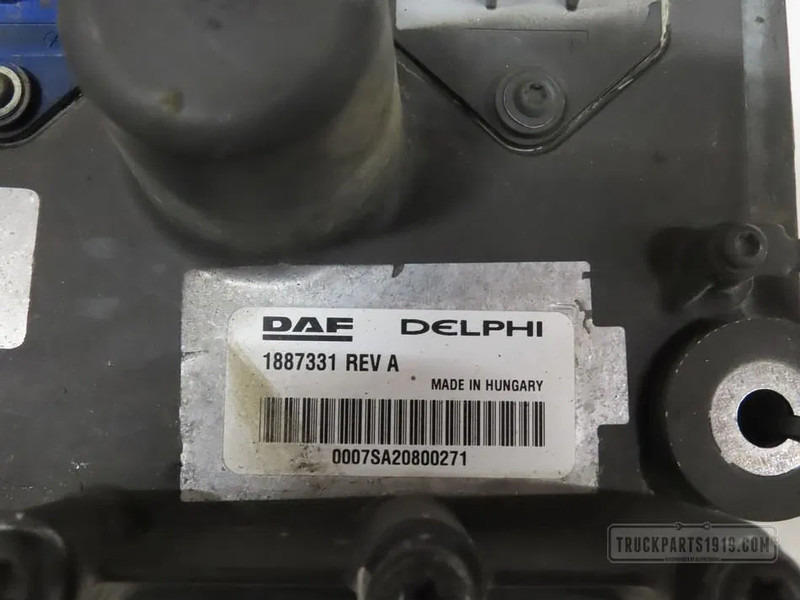 DAF DELPHI
1887331 REV A
MADE IN HUNGARY
0007SA20800271
TRUCKPARTS1919.COM